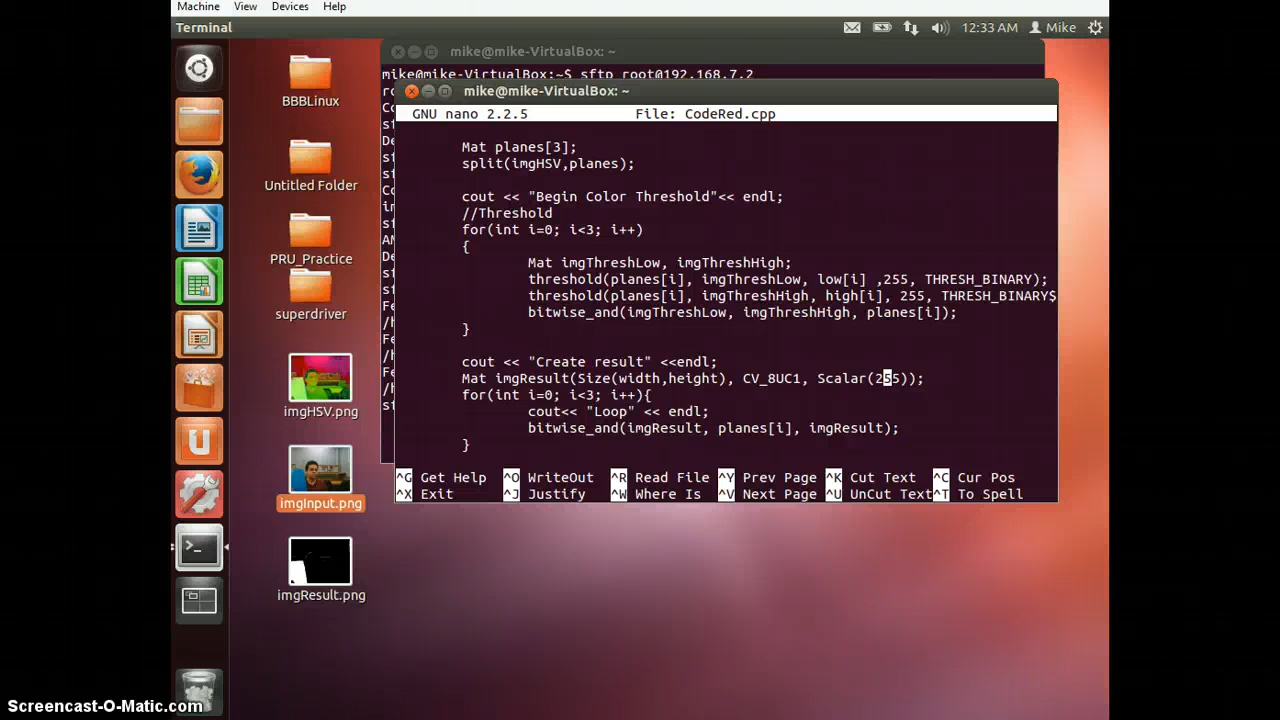 Machine View Devices Help
Terminal 12:33 AM Mike
mike@mike-VirtualBox: ~
mike@mike-VirtualBox:~$ sftp root@192.168.7.2
mike@mike-VirtualBox: ~
GNU nano 2.2.5 File: CodeRed.cpp
Mat planes[3];
split(imgHSV,planes);
cout << "Begin Color Threshold"<< endl;
//Threshold
for(int i=0; i<3; i++)
{
Mat imgThreshLow, imgThreshHigh;
threshold(planes[i], imgThreshLow, low[i] ,255, THRESH_BINARY);
threshold(planes[i], imgThreshHigh, high[i], 255, THRESH_BINARY$
bitwise_and(imgThreshLow, imgThreshHigh, planes[i]);
}
cout << "Create result" <<endl;
Mat imgResult(Size(width,height), CV_8UC1, Scalar(255));
for(int i=0; i<3; i++){
cout<< "Loop" << endl;
bitwise_and(imgResult, planes[i], imgResult);
}
^G Get Help ^O WriteOut ^R Read File ^Y Prev Page ^K Cut Text ^C Cur Pos
^X Exit ^J Justify ^W Where Is ^V Next Page ^U UnCut Text ^T To Spell
BBBLinux
Untitled Folder
PRU_Practice
superdriver
imgHSV.png
imgInput.png
imgResult.png
Screencast-O-Matic.com